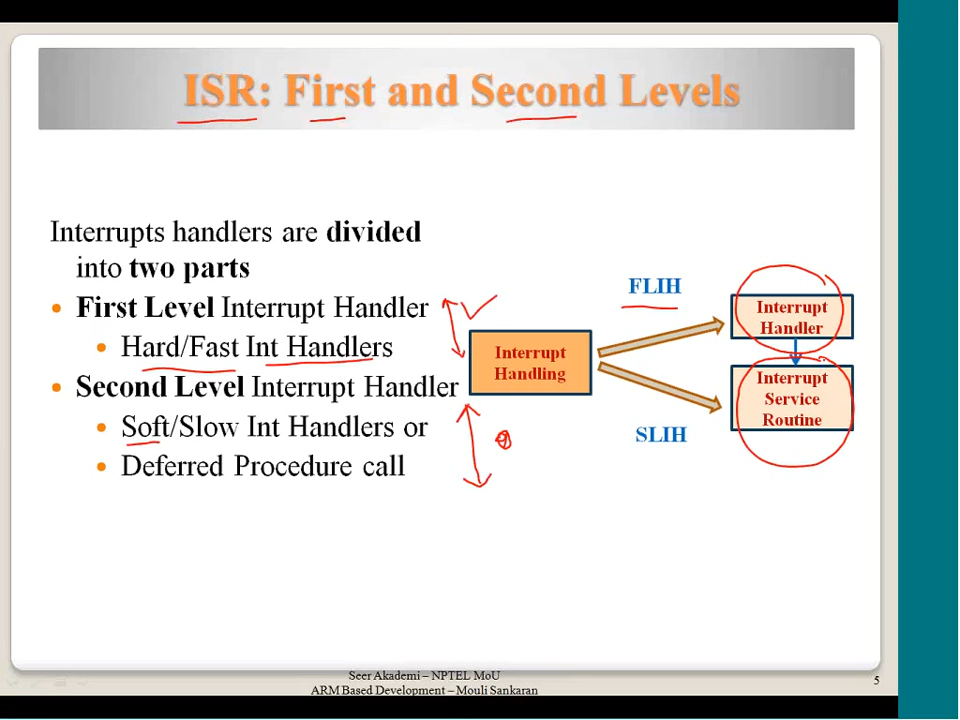 ISR: First and Second Levels
Interrupts handlers are divided
into two parts
• First Level Interrupt Handler
• Hard/Fast Int Handlers
• Second Level Interrupt Handler
• Soft/Slow Int Handlers or
• Deferred Procedure call
Interrupt
Handling
FLIH
SLIH
Interrupt
Handler
Interrupt
Service
Routine
Seer Akademi – NPTEL MoU
ARM Based Development – Mouli Sankaran
5